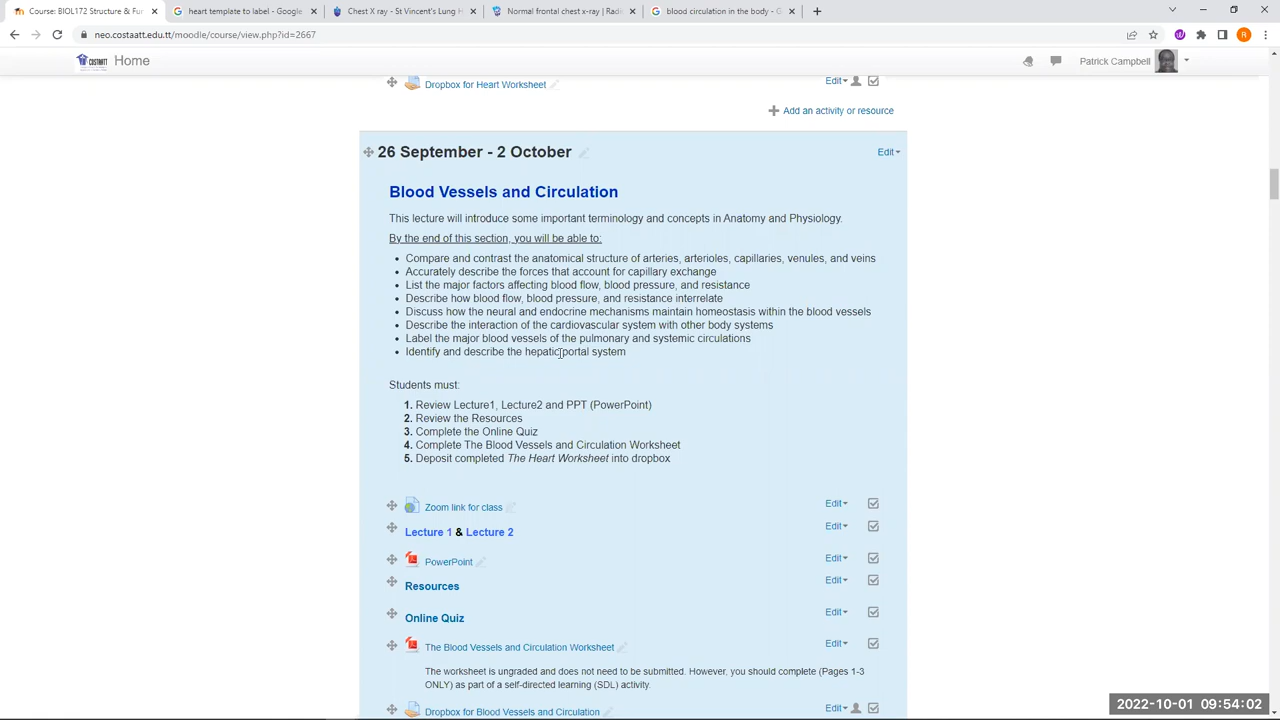 Course: BIOL172 Structure & Fun
heart template to label - Google
Chest X ray - St Vincent's Lung H
Normal frontal chest x-ray | Radi
blood circulation in the body - G
neo.costaatt.edu.tt/moodle/course/view.php?id=2667
R
COSTAATT
Home
Patrick Campbell
Dropbox for Heart Worksheet
Edit
Add an activity or resource
26 September - 2 October
Edit
Blood Vessels and Circulation
This lecture will introduce some important terminology and concepts in Anatomy and Physiology.
By the end of this section, you will be able to:
• Compare and contrast the anatomical structure of arteries, arterioles, capillaries, venules, and veins
• Accurately describe the forces that account for capillary exchange
• List the major factors affecting blood flow, blood pressure, and resistance
• Describe how blood flow, blood pressure, and resistance interrelate
• Discuss how the neural and endocrine mechanisms maintain homeostasis within the blood vessels
• Describe the interaction of the cardiovascular system with other body systems
• Label the major blood vessels of the pulmonary and systemic circulations
• Identify and describe the hepatic portal system
Students must:
1. Review Lecture1, Lecture2 and PPT (PowerPoint)
2. Review the Resources
3. Complete the Online Quiz
4. Complete The Blood Vessels and Circulation Worksheet
5. Deposit completed The Heart Worksheet into dropbox
Zoom link for class
Edit
Lecture 1 & Lecture 2
Edit
PowerPoint
Edit
Resources
Edit
Online Quiz
Edit
The Blood Vessels and Circulation Worksheet
Edit
The worksheet is ungraded and does not need to be submitted. However, you should complete (Pages 1-3
ONLY) as part of a self-directed learning (SDL) activity.
Dropbox for Blood Vessels and Circulation
Edit
2022-10-01 09:54:02